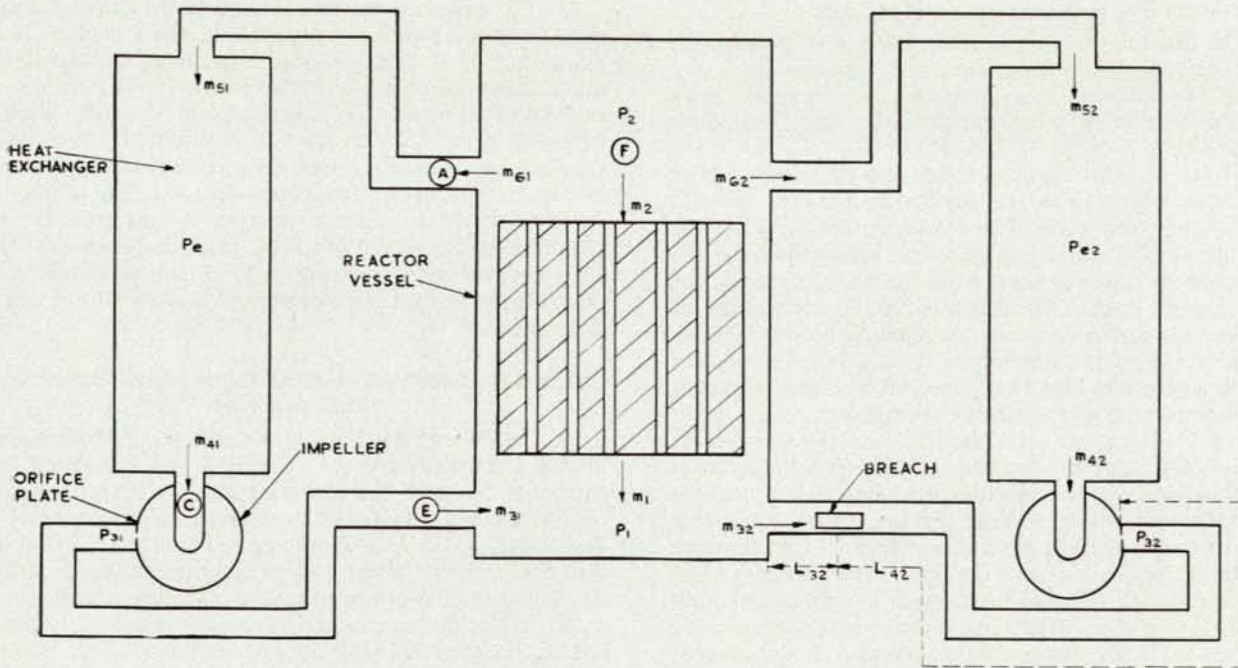 m51
HEAT
EXCHANGER
Pe
m41
ORIFICE
PLATE
P31
C
IMPELLER
A
m61
E
m31
P2
F
m2
m62
REACTOR
VESSEL
m1
P1
m32
BREACH
L32
L42
m52
Pe2
m42
P32